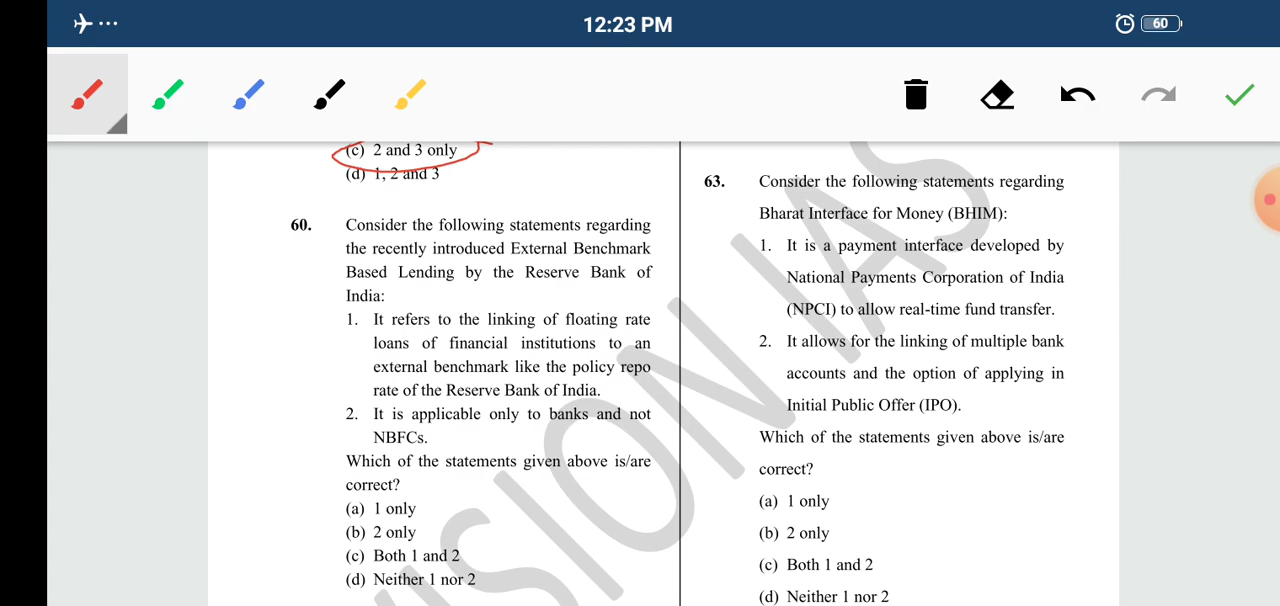 12:23 PM
60
(c) 2 and 3 only
(d) 1, 2 and 3
60. Consider the following statements regarding
the recently introduced External Benchmark
Based Lending by the Reserve Bank of
India:
1. It refers to the linking of floating rate
loans of financial institutions to an
external benchmark like the policy repo
rate of the Reserve Bank of India.
2. It is applicable only to banks and not
NBFCs.
Which of the statements given above is/are
correct?
(a) 1 only
(b) 2 only
(c) Both 1 and 2
(d) Neither 1 nor 2
63. Consider the following statements regarding
Bharat Interface for Money (BHIM):
1. It is a payment interface developed by
National Payments Corporation of India
(NPCI) to allow real-time fund transfer.
2. It allows for the linking of multiple bank
accounts and the option of applying in
Initial Public Offer (IPO).
Which of the statements given above is/are
correct?
(a) 1 only
(b) 2 only
(c) Both 1 and 2
(d) Neither 1 nor 2
VISION IAS